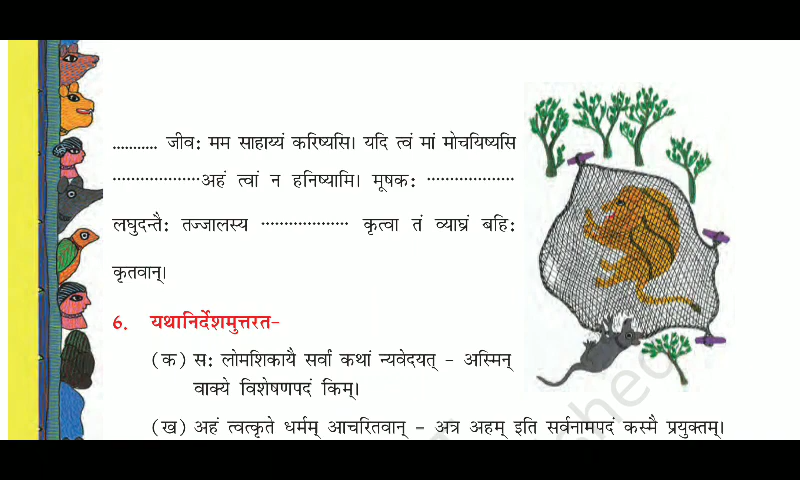 ........... जीवः मम साहाय्यं करिष्यसि। यदि त्वं मां मोचयिष्यसि
...................अहं त्वां न हनिष्यामि। मूषकः ...................
लघुदन्तैः तज्जालस्य ................... कृत्वा तं व्याघ्रं बहिः
कृतवान्।
6. यथानिर्देशमुत्तरत-
(क) सः लोमशिकायै सर्वां कथां न्यवेदयत् - अस्मिन्
वाक्ये विशेषणपदं किम्।
(ख) अहं त्वत्कृते धर्मम् आचरितवान् - अत्र अहम् इति सर्वनामपदं कस्मै प्रयुक्तम्।